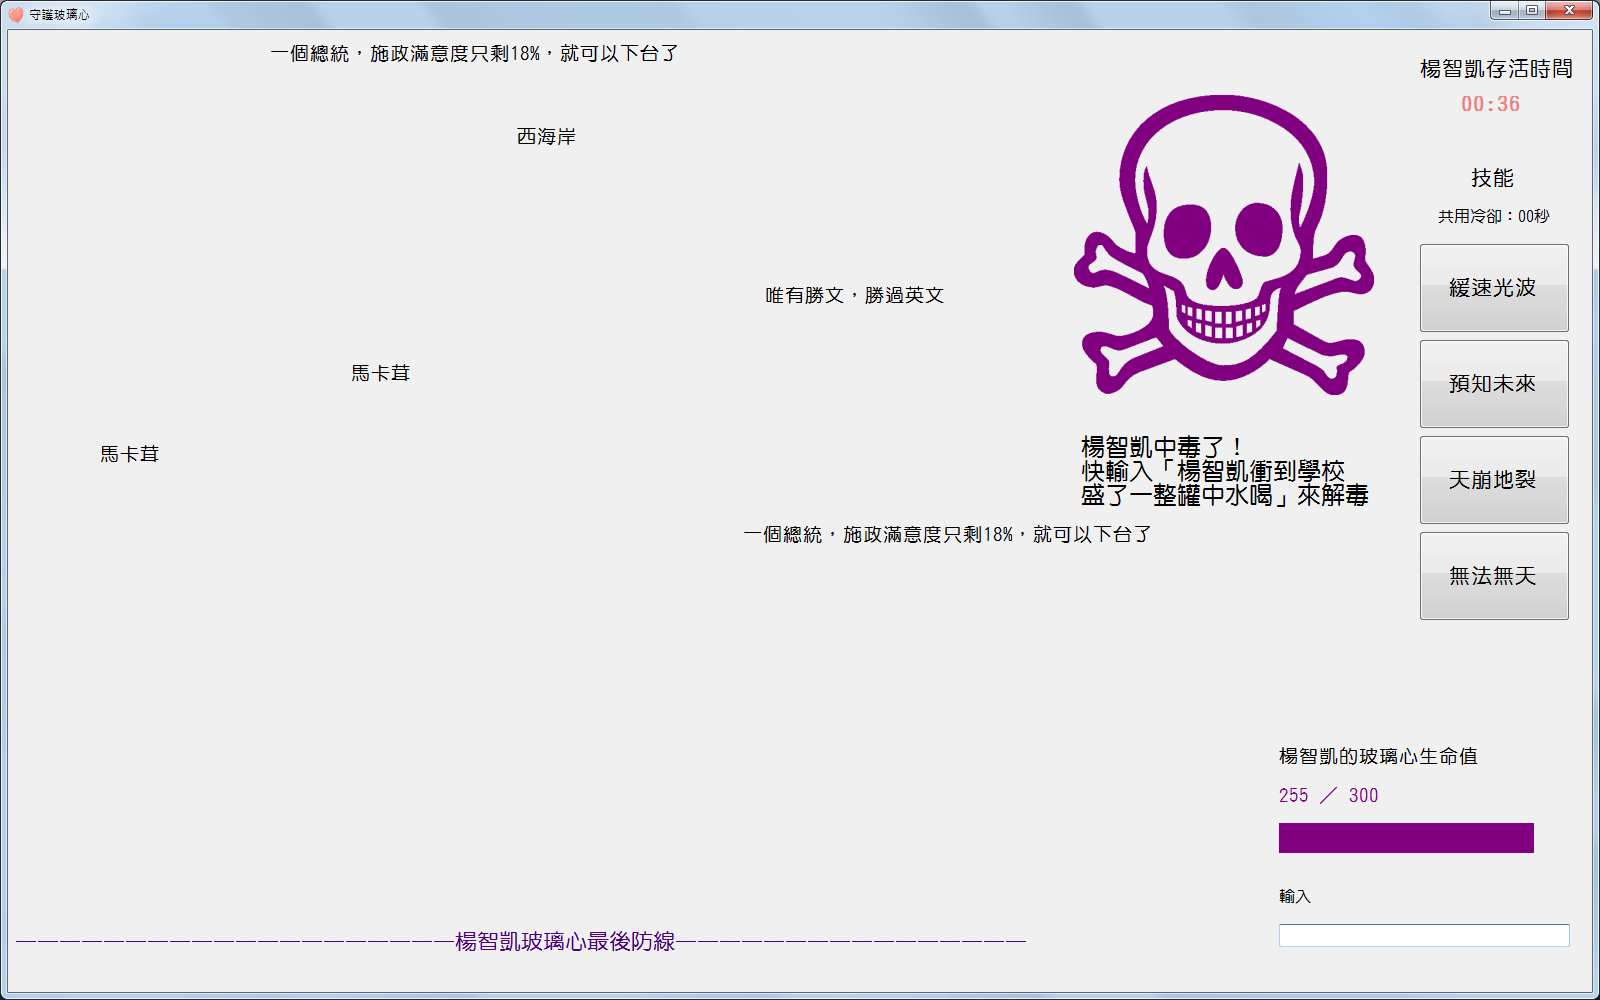 守護玻璃心
一個總統，施政滿意度只剩18%，就可以下台了
西海岸
唯有勝文，勝過英文
馬卡茸
馬卡茸
楊智凱中毒了！
快輸入「楊智凱衝到學校
盛了一整罐中水喝」來解毒
一個總統，施政滿意度只剩18%，就可以下台了
楊智凱存活時間
00:36
技能
共用冷卻：00秒
緩速光波
預知未來
天崩地裂
無法無天
楊智凱的玻璃心生命值
255 ／ 300
輸入
————————————————————楊智凱玻璃心最後防線————————————————